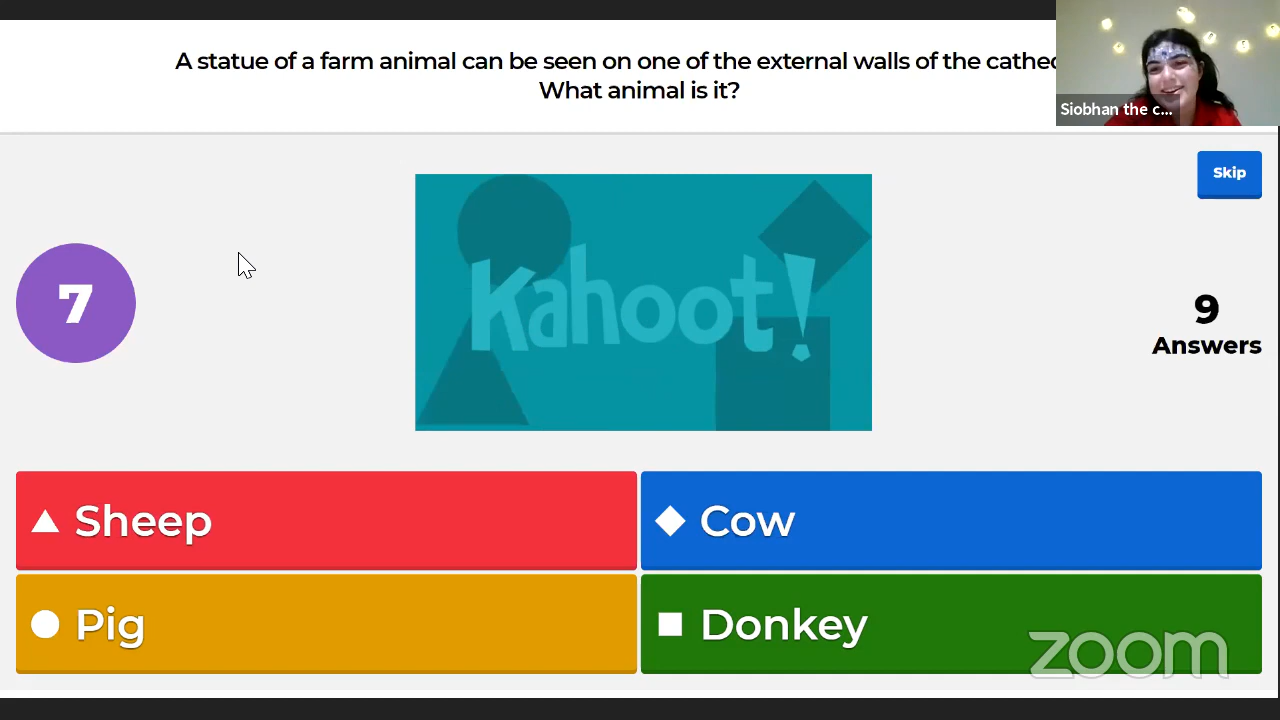 A statue of a farm animal can be seen on one of the external walls of the
What animal is it?
Siobhan the c...
Skip
Kahoot!
7
9
Answers
Sheep
Cow
Pig
Donkey
zoom